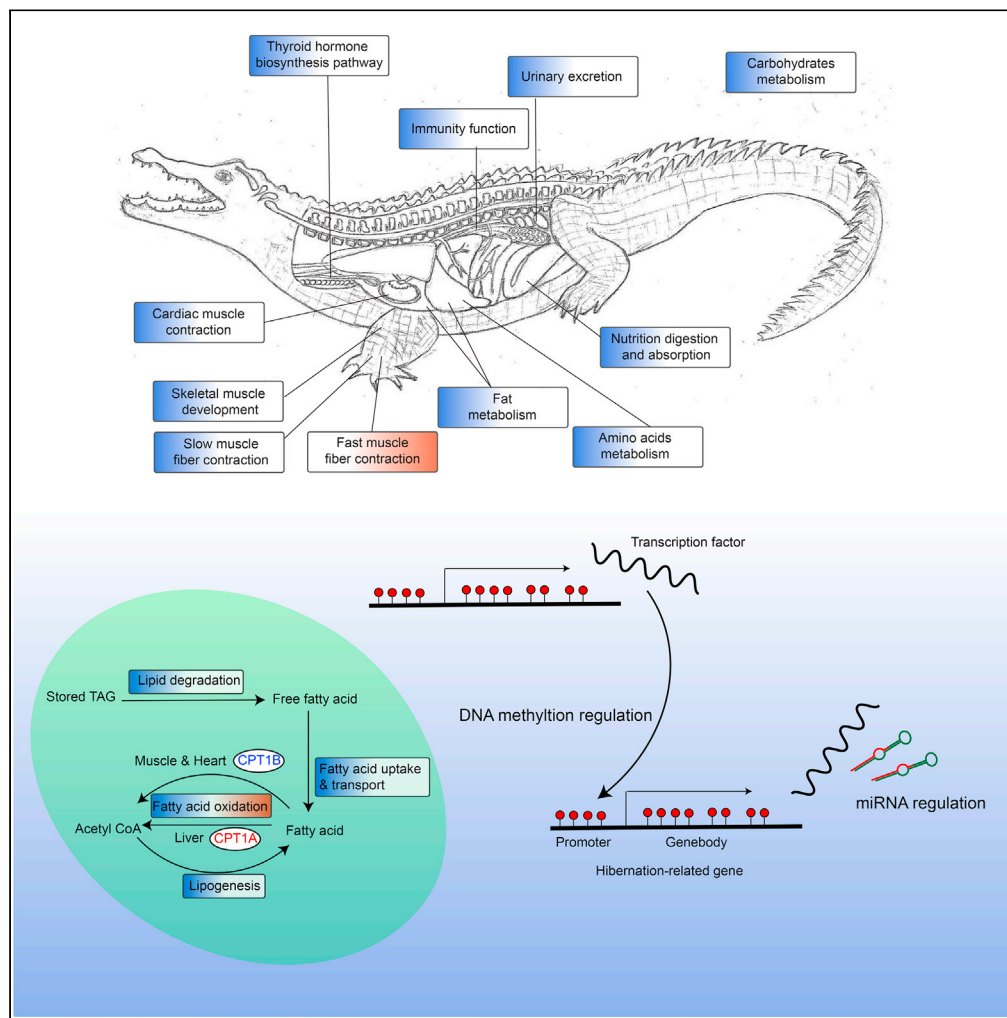 Thyroid hormone
biosynthesis pathway
Urinary excretion
Carbohydrates
metabolism
Immunity function
Cardiac muscle
contraction
Nutrition digestion
and absorption
Skeletal muscle
development
Fat
metabolism
Slow muscle
fiber contraction
Fast muscle
fiber contraction
Amino acids
metabolism
Transcription factor
Lipid degradation
Stored TAG
Free fatty acid
DNA methyltion regulation
Muscle & Heart
CPT1B
Fatty acid uptake
& transport
Fatty acid oxidation
Acetyl CoA
Fatty acid
Liver
CPT1A
Lipogenesis
miRNA regulation
Promoter
Genebody
Hibernation-related gene